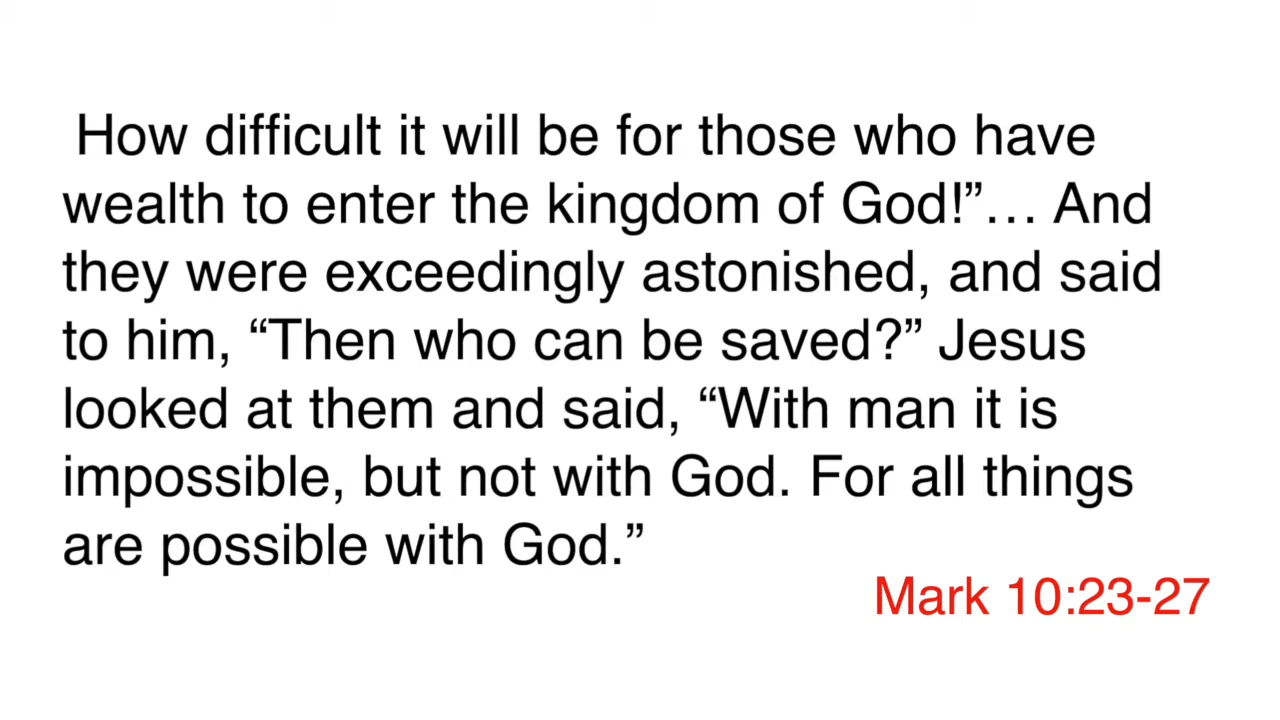 How difficult it will be for those who have
wealth to enter the kingdom of God!”… And
they were exceedingly astonished, and said
to him, “Then who can be saved?” Jesus
looked at them and said, “With man it is
impossible, but not with God. For all things
are possible with God.”
Mark 10:23-27